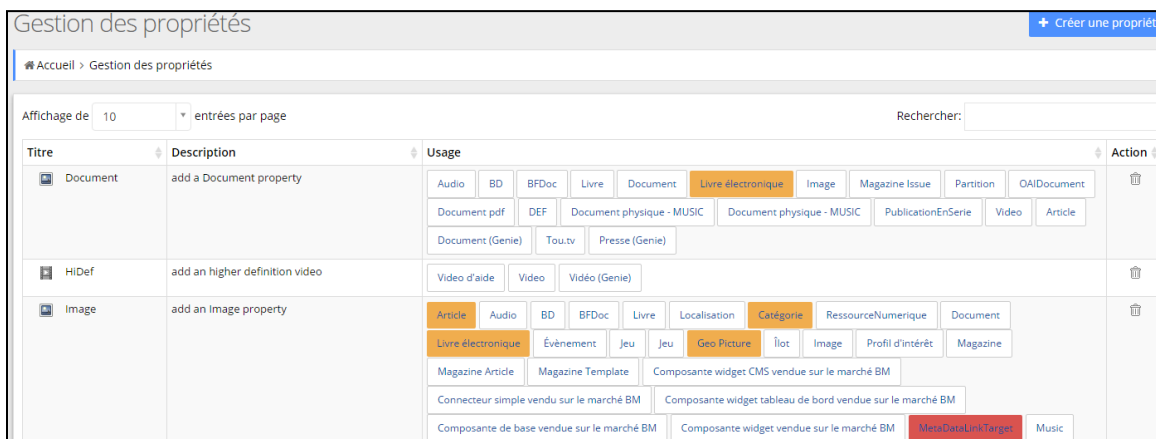 Gestion des propriétés
Créer une propriét
Accueil > Gestion des propriétés
Affichage de 10 entrées par page Rechercher:
Titre Description Usage Action
Document add a Document property Audio BD BFDoc Livre Document Livre électronique Image Magazine Issue Partition OAIDocument
Document pdf DEF Document physique - MUSIC Document physique - MUSIC PublicationEnSerie Video Article
Document (Genie) Tou.tv Presse (Genie)
HiDef add an higher definition video Video d'aide Video Vidéo (Genie)
Image add an Image property Article Audio BD BFDoc Livre Localisation Catégorie RessourceNumerique Document
Livre électronique Évènement Jeu Jeu Geo Picture Îlot Image Profil d'intérêt Magazine
Magazine Article Magazine Template Composante widget CMS vendue sur le marché BM
Connecteur simple vendu sur le marché BM Composante widget tableau de bord vendue sur le marché BM
Composante de base vendue sur le marché BM Composante widget vendue sur le marché BM MetaDataLinkTarget Music